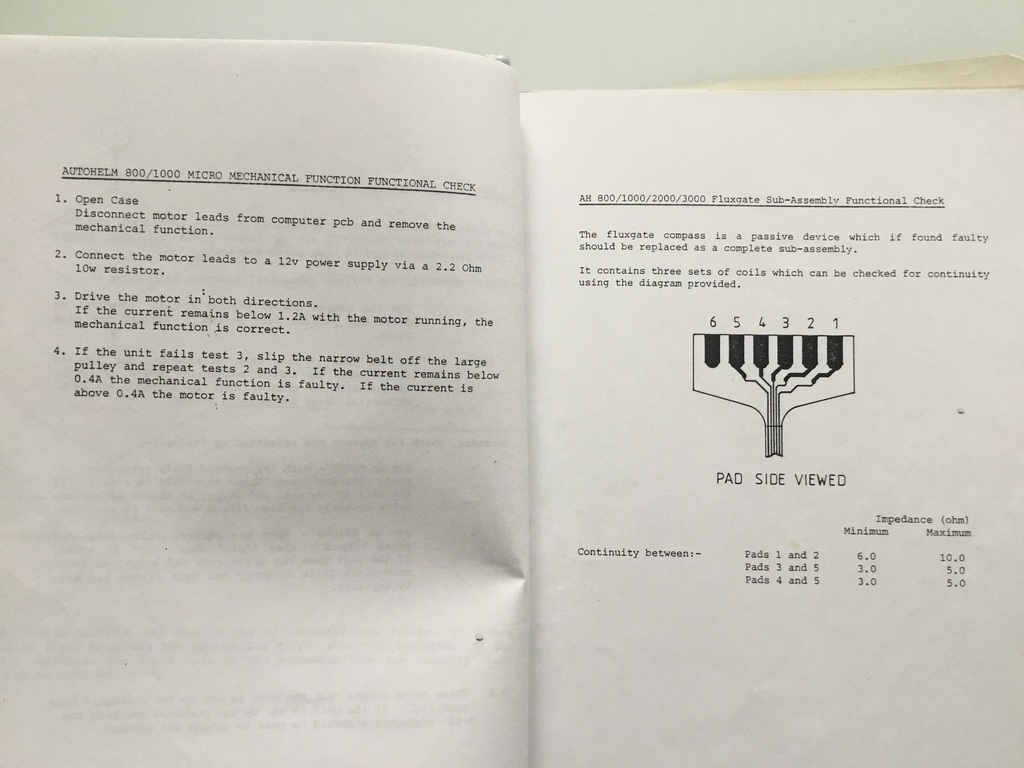 AUTOHELM 800/1000 MICRO MECHANICAL FUNCTION FUNCTIONAL CHECK
1. Open Case
Disconnect motor leads from computer pcb and remove the
mechanical function.
2. Connect the motor leads to a 12v power supply via a 2.2 Ohm
10w resistor.
3. Drive the motor in both directions.
If the current remains below 1.2A with the motor running, the
mechanical function is correct.
4. If the unit fails test 3, slip the narrow belt off the large
pulley and repeat tests 2 and 3. If the current remains below
0.4A the mechanical function is faulty. If the current is
above 0.4A the motor is faulty.
AH 800/1000/2000/3000 Fluxgate Sub-Assembly Functional Check
The fluxgate compass is a passive device which if found faulty
should be replaced as a complete sub-assembly.
It contains three sets of coils which can be checked for continuity
using the diagram provided.
6 5 4 3 2 1
PAD SIDE VIEWED
Impedance (ohm)
Minimum Maximum
Continuity between:- Pads 1 and 2 6.0 10.0
Pads 3 and 5 3.0 5.0
Pads 4 and 5 3.0 5.0